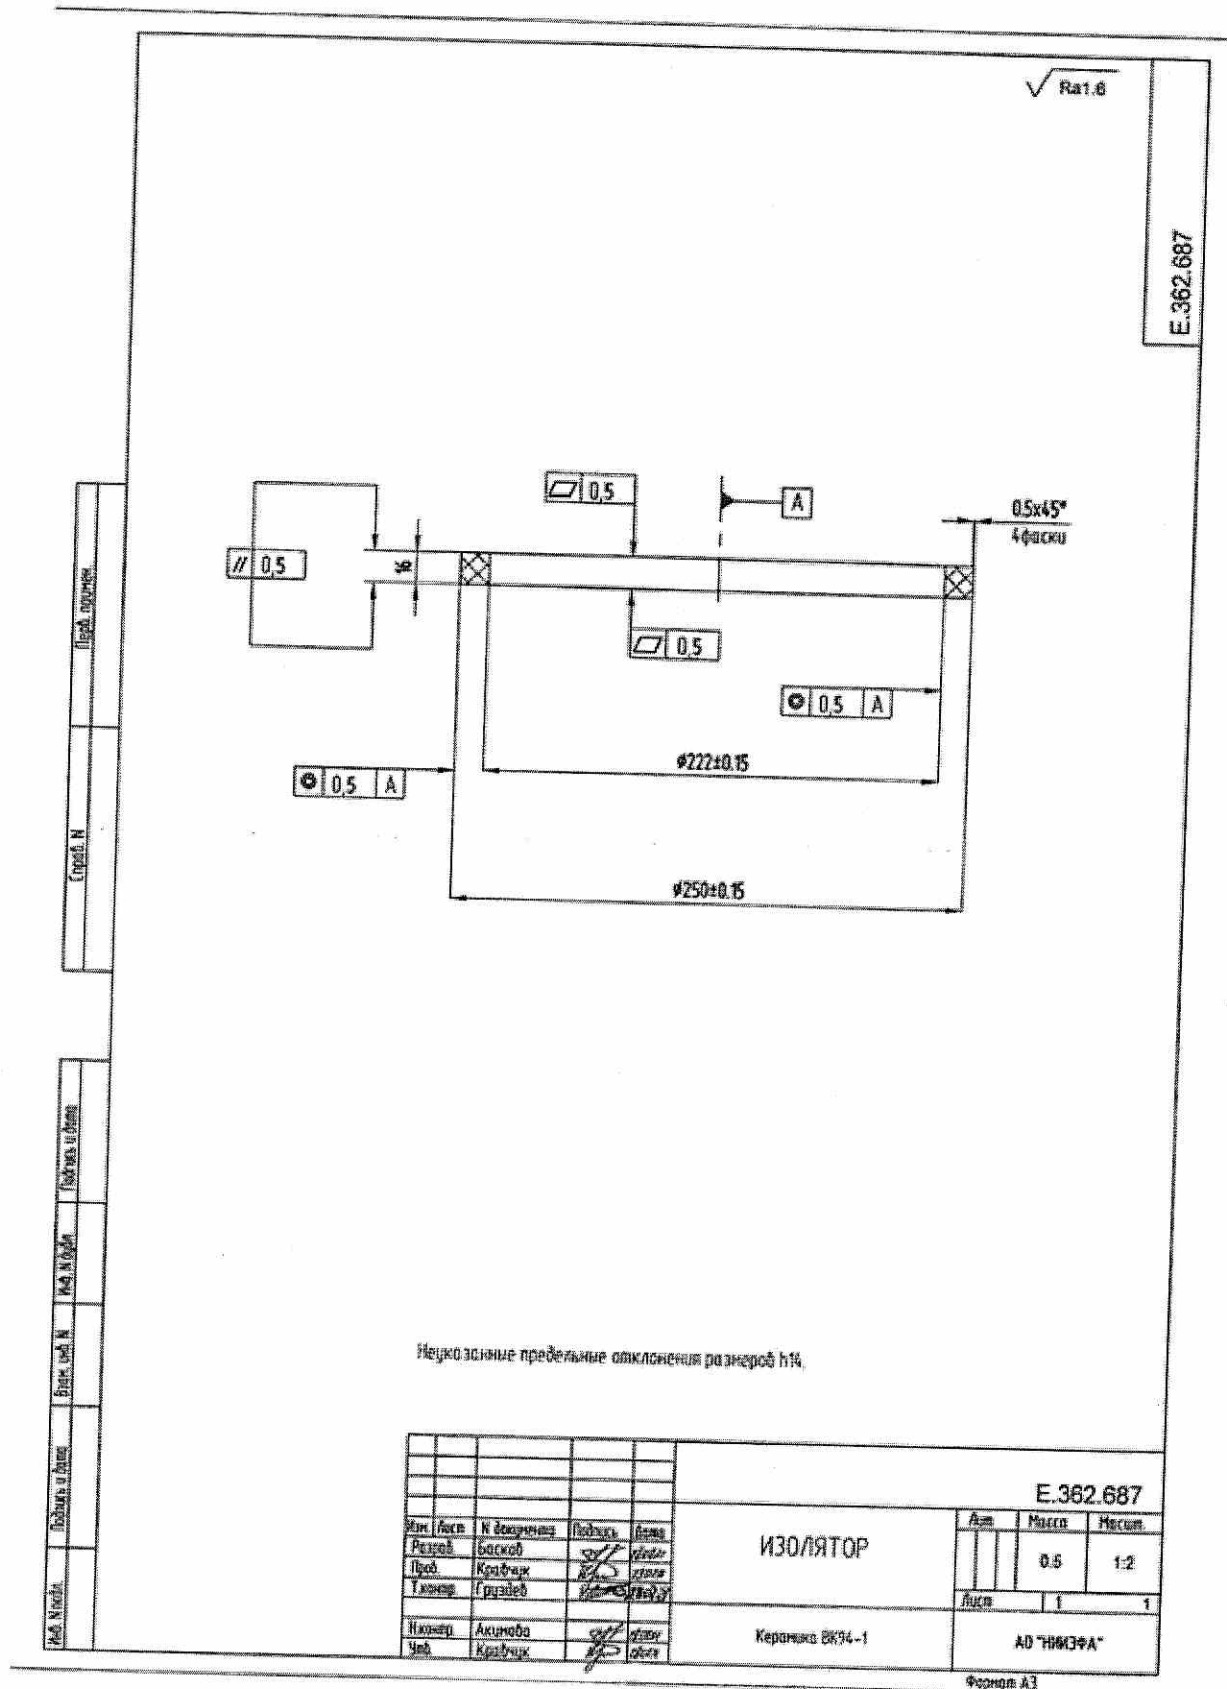 Ra1.6
E.362.687
0,5
A
0.5x45°
4 фаски
// 0,5
16
0,5
0,5 A
⌀222±0.15
0,5 A
⌀250±0.15
Перв. примен.
Справ. N
Подпись и дата
Инв. N дубл.
Взам. инв. N
Подпись и дата
Инв. N подл.
Неуказанные предельные отклонения размеров h14.
E.362.687
Изм. Лист N документа Подпись Дата
Разраб. Басков
Пров. Кравчук
Т.контр. Груздев
Н.контр. Акимова
Утв. Кравчук
ИЗОЛЯТОР
Керамика ВК94-1
Лит. Масса Масшт.
0.5 1:2
Лист 1 1
АО "НИИЭФА"
Формат А3